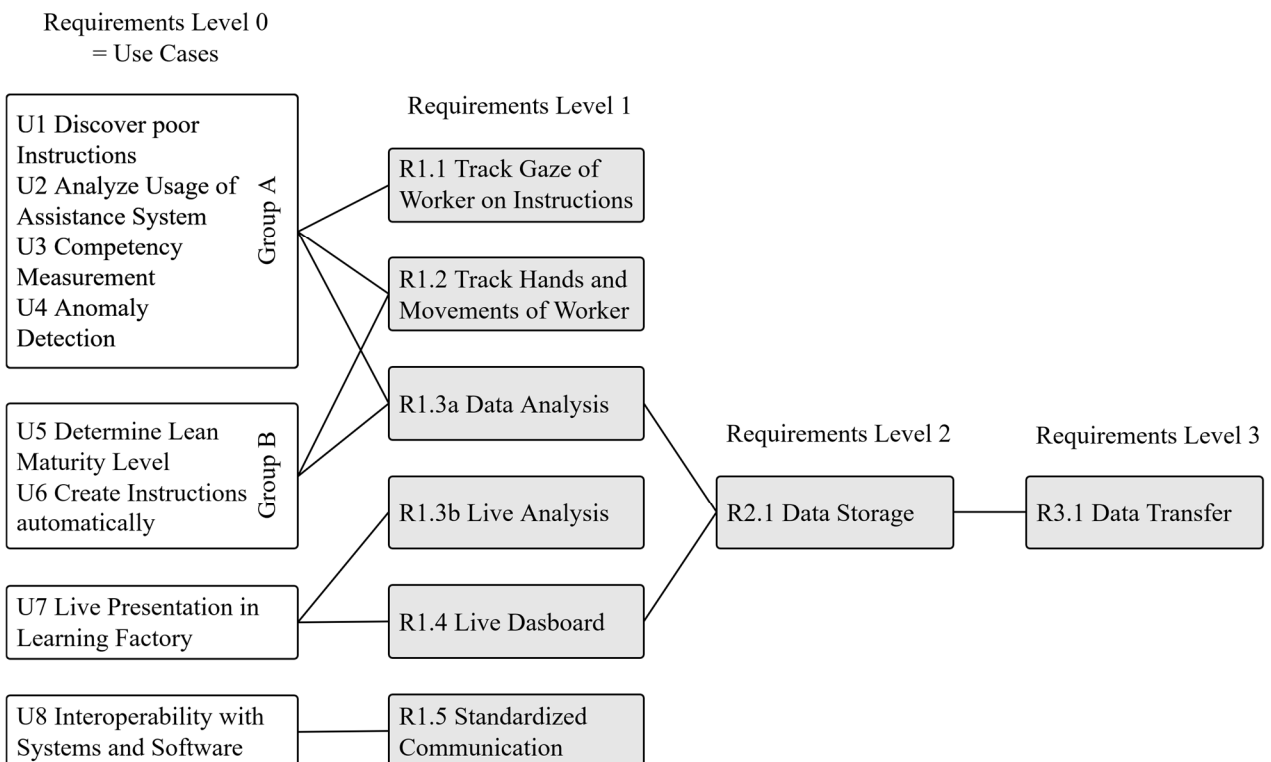 Requirements Level 0
= Use Cases
U1 Discover poor
Instructions
U2 Analyze Usage of
Assistance System
U3 Competency
Measurement
U4 Anomaly
Detection
Group A
U5 Determine Lean
Maturity Level
U6 Create Instructions
automatically
Group B
U7 Live Presentation in
Learning Factory
U8 Interoperability with
Systems and Software
Requirements Level 1
R1.1 Track Gaze of
Worker on Instructions
R1.2 Track Hands and
Movements of Worker
R1.3a Data Analysis
R1.3b Live Analysis
R1.4 Live Dasboard
R1.5 Standardized
Communication
Requirements Level 2
R2.1 Data Storage
Requirements Level 3
R3.1 Data Transfer